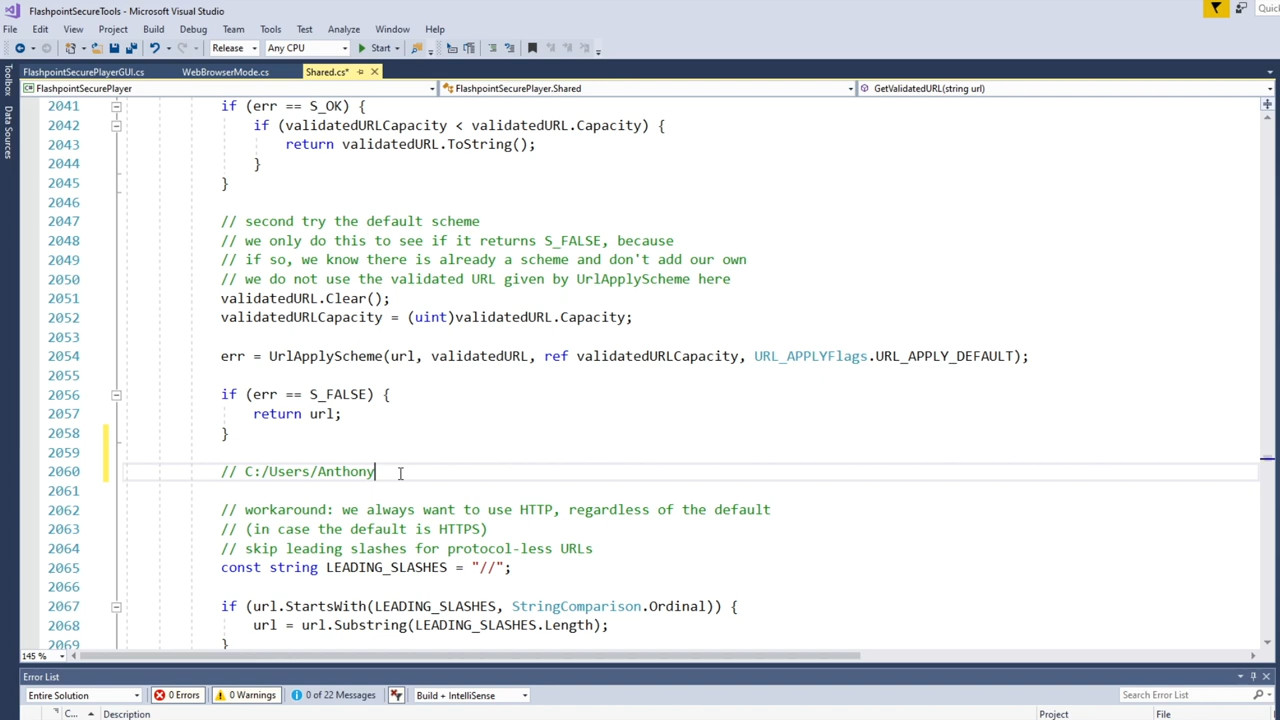 FlashpointSecureTools - Microsoft Visual Studio
Quick
File Edit View Project Build Debug Team Tools Test Analyze Window Help
Release Any CPU Start
FlashpointSecurePlayerGUI.cs WebBrowserMode.cs Shared.cs*
FlashpointSecurePlayer FlashpointSecurePlayer.Shared GetValidatedURL(string url)
Toolbox
Data Sources
2041 if (err == S_OK) {
2042 if (validatedURLCapacity < validatedURL.Capacity) {
2043 return validatedURL.ToString();
2044 }
2045 }
2046
2047 // second try the default scheme
2048 // we only do this to see if it returns S_FALSE, because
2049 // if so, we know there is already a scheme and don't add our own
2050 // we do not use the validated URL given by UrlApplyScheme here
2051 validatedURL.Clear();
2052 validatedURLCapacity = (uint)validatedURL.Capacity;
2053
2054 err = UrlApplyScheme(url, validatedURL, ref validatedURLCapacity, URL_APPLYFlags.URL_APPLY_DEFAULT);
2055
2056 if (err == S_FALSE) {
2057 return url;
2058 }
2059
2060 // C:/Users/Anthony
2061
2062 // workaround: we always want to use HTTP, regardless of the default
2063 // (in case the default is HTTPS)
2064 // skip leading slashes for protocol-less URLs
2065 const string LEADING_SLASHES = "//";
2066
2067 if (url.StartsWith(LEADING_SLASHES, StringComparison.Ordinal)) {
2068 url = url.Substring(LEADING_SLASHES.Length);
2069 }
145 %
Error List
Entire Solution 0 Errors 0 Warnings 0 of 22 Messages Build + IntelliSense Search Error List
C... Description Project File